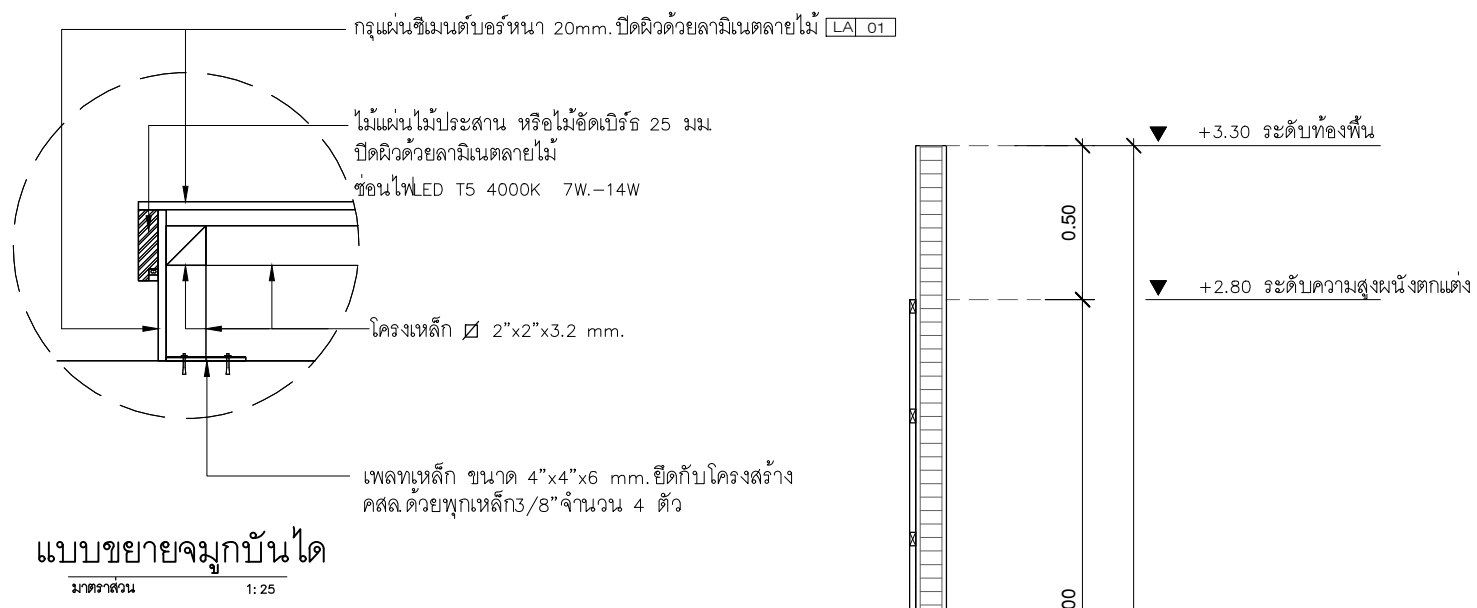 กรุแผ่นซีเมนต์บอร์หนา 20mm. ปิดผิวด้วยลามิเนตลายไม้ LA 01
ไม้แผ่นไม้ประสาน หรือไม้อัดเบิร์ธ 25 มม.
ปิดผิวด้วยลามิเนตลายไม้
ซ่อนไฟLED T5 4000K 7W.-14W
โครงเหล็ก 2"x2"x3.2 mm.
เพลทเหล็ก ขนาด 4"x4"x6 mm. ยึดกับโครงสร้าง
คสล.ด้วยพุกเหล็ก3/8"จำนวน 4 ตัว
แบบขยายจมูกบันได
มาตราส่วน 1:25
+3.30 ระดับท้องพื้น
0.50
+2.80 ระดับความสูงผนังตกแต่ง